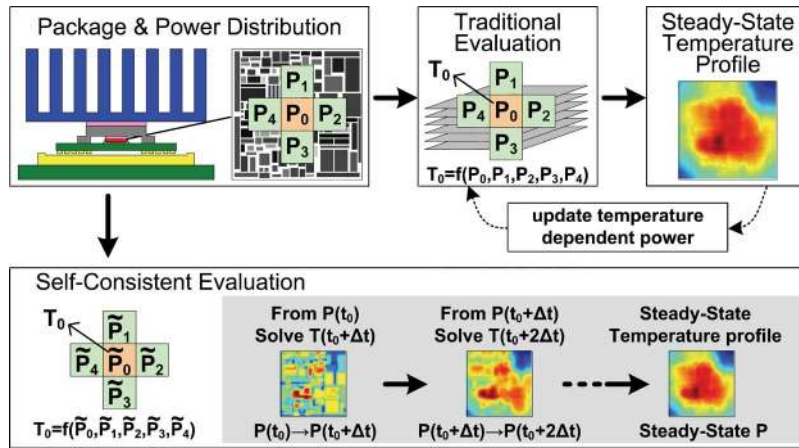 Package & Power Distribution
P₁
P₄ P₀ P₂
P₃
Traditional
Evaluation
T₀
P₁
P₄ P₀ P₂
P₃
T₀=f(P₀,P₁,P₂,P₃,P₄)
Steady-State
Temperature
Profile
update temperature
dependent power
Self-Consistent Evaluation
T₀
P̃₁
P̃₄ P̃₀ P̃₂
P̃₃
T₀=f(P̃₀,P̃₁,P̃₂,P̃₃,P̃₄)
From P(t₀)
Solve T(t₀+Δt)
P(t₀)→P(t₀+Δt)
From P(t₀+Δt)
Solve T(t₀+2Δt)
P(t₀+Δt)→P(t₀+2Δt)
Steady-State
Temperature profile
Steady-State P